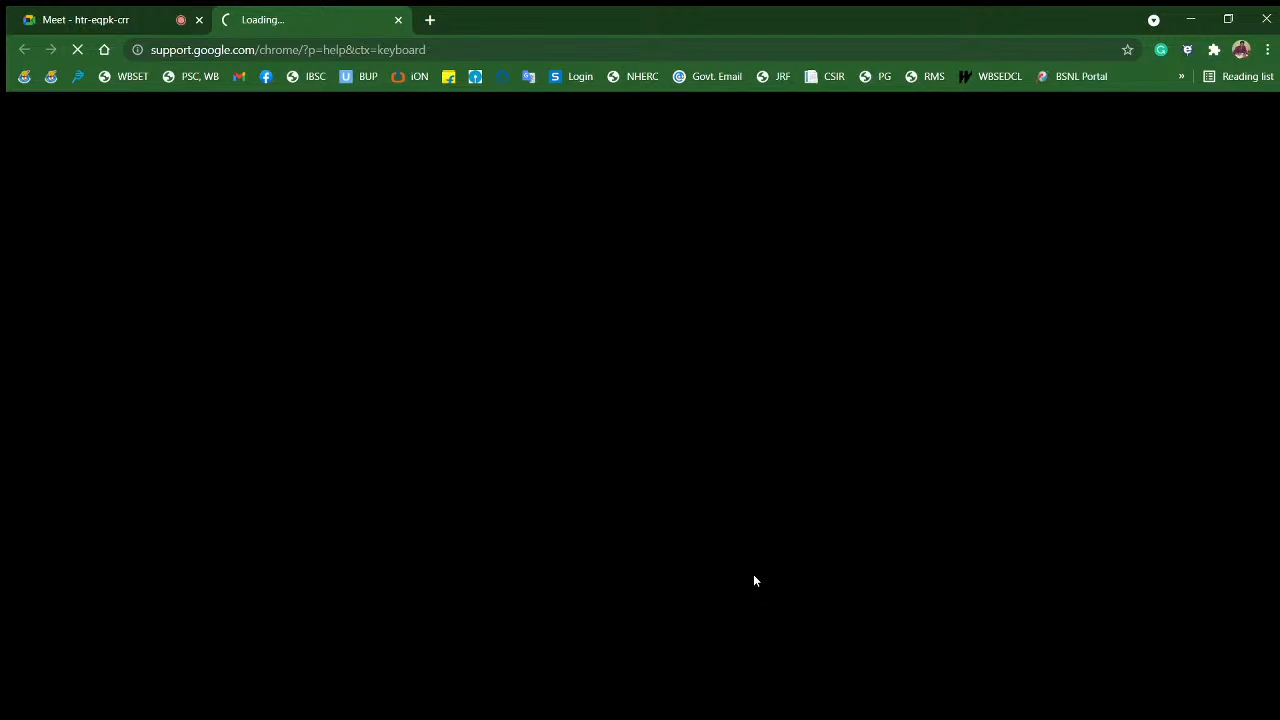 Meet - htr-eqpk-crr Loading...
support.google.com/chrome/?p=help&ctx=keyboard
WBSET PSC, WB IBSC BUP iON Login NHERC Govt. Email JRF CSIR PG RMS WBSEDCL BSNL Portal » Reading list